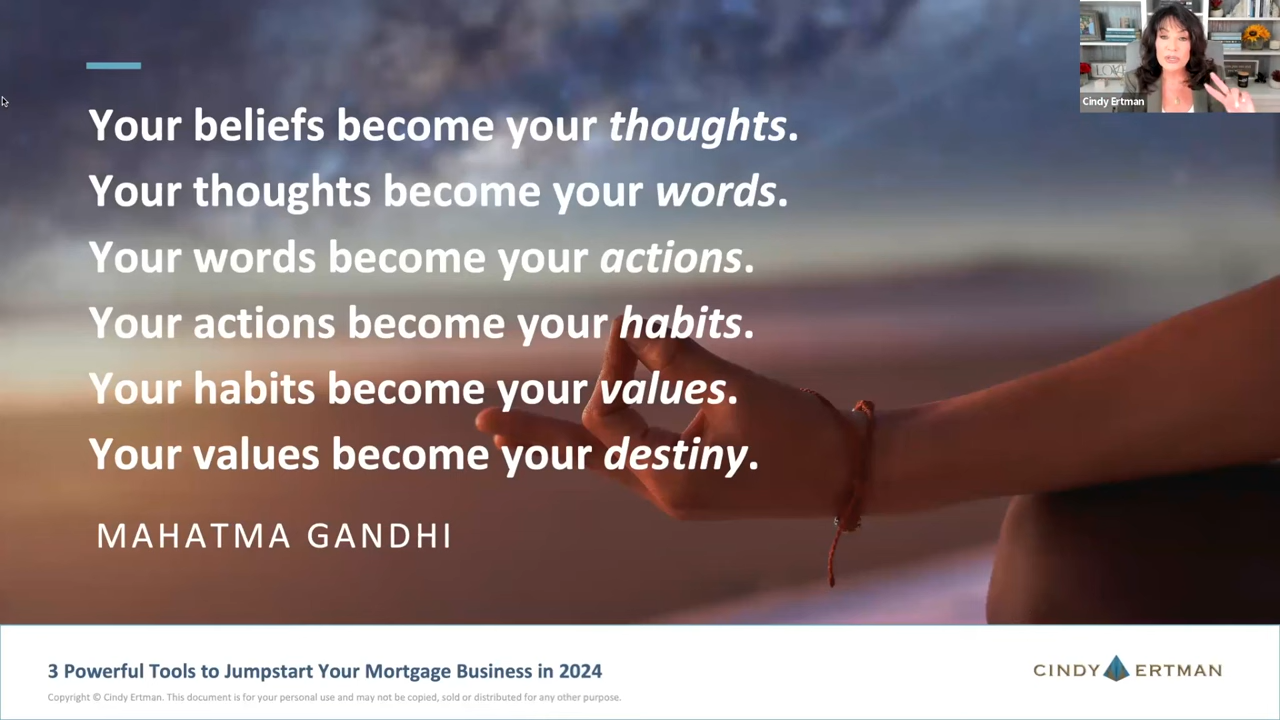 Your beliefs become your thoughts.
Your thoughts become your words.
Your words become your actions.
Your actions become your habits.
Your habits become your values.
Your values become your destiny.
MAHATMA GANDHI
Cindy Ertman
3 Powerful Tools to Jumpstart Your Mortgage Business in 2024
Copyright © Cindy Ertman. This document is for your personal use and may not be copied, sold or distributed for any other purpose.
CINDY ERTMAN